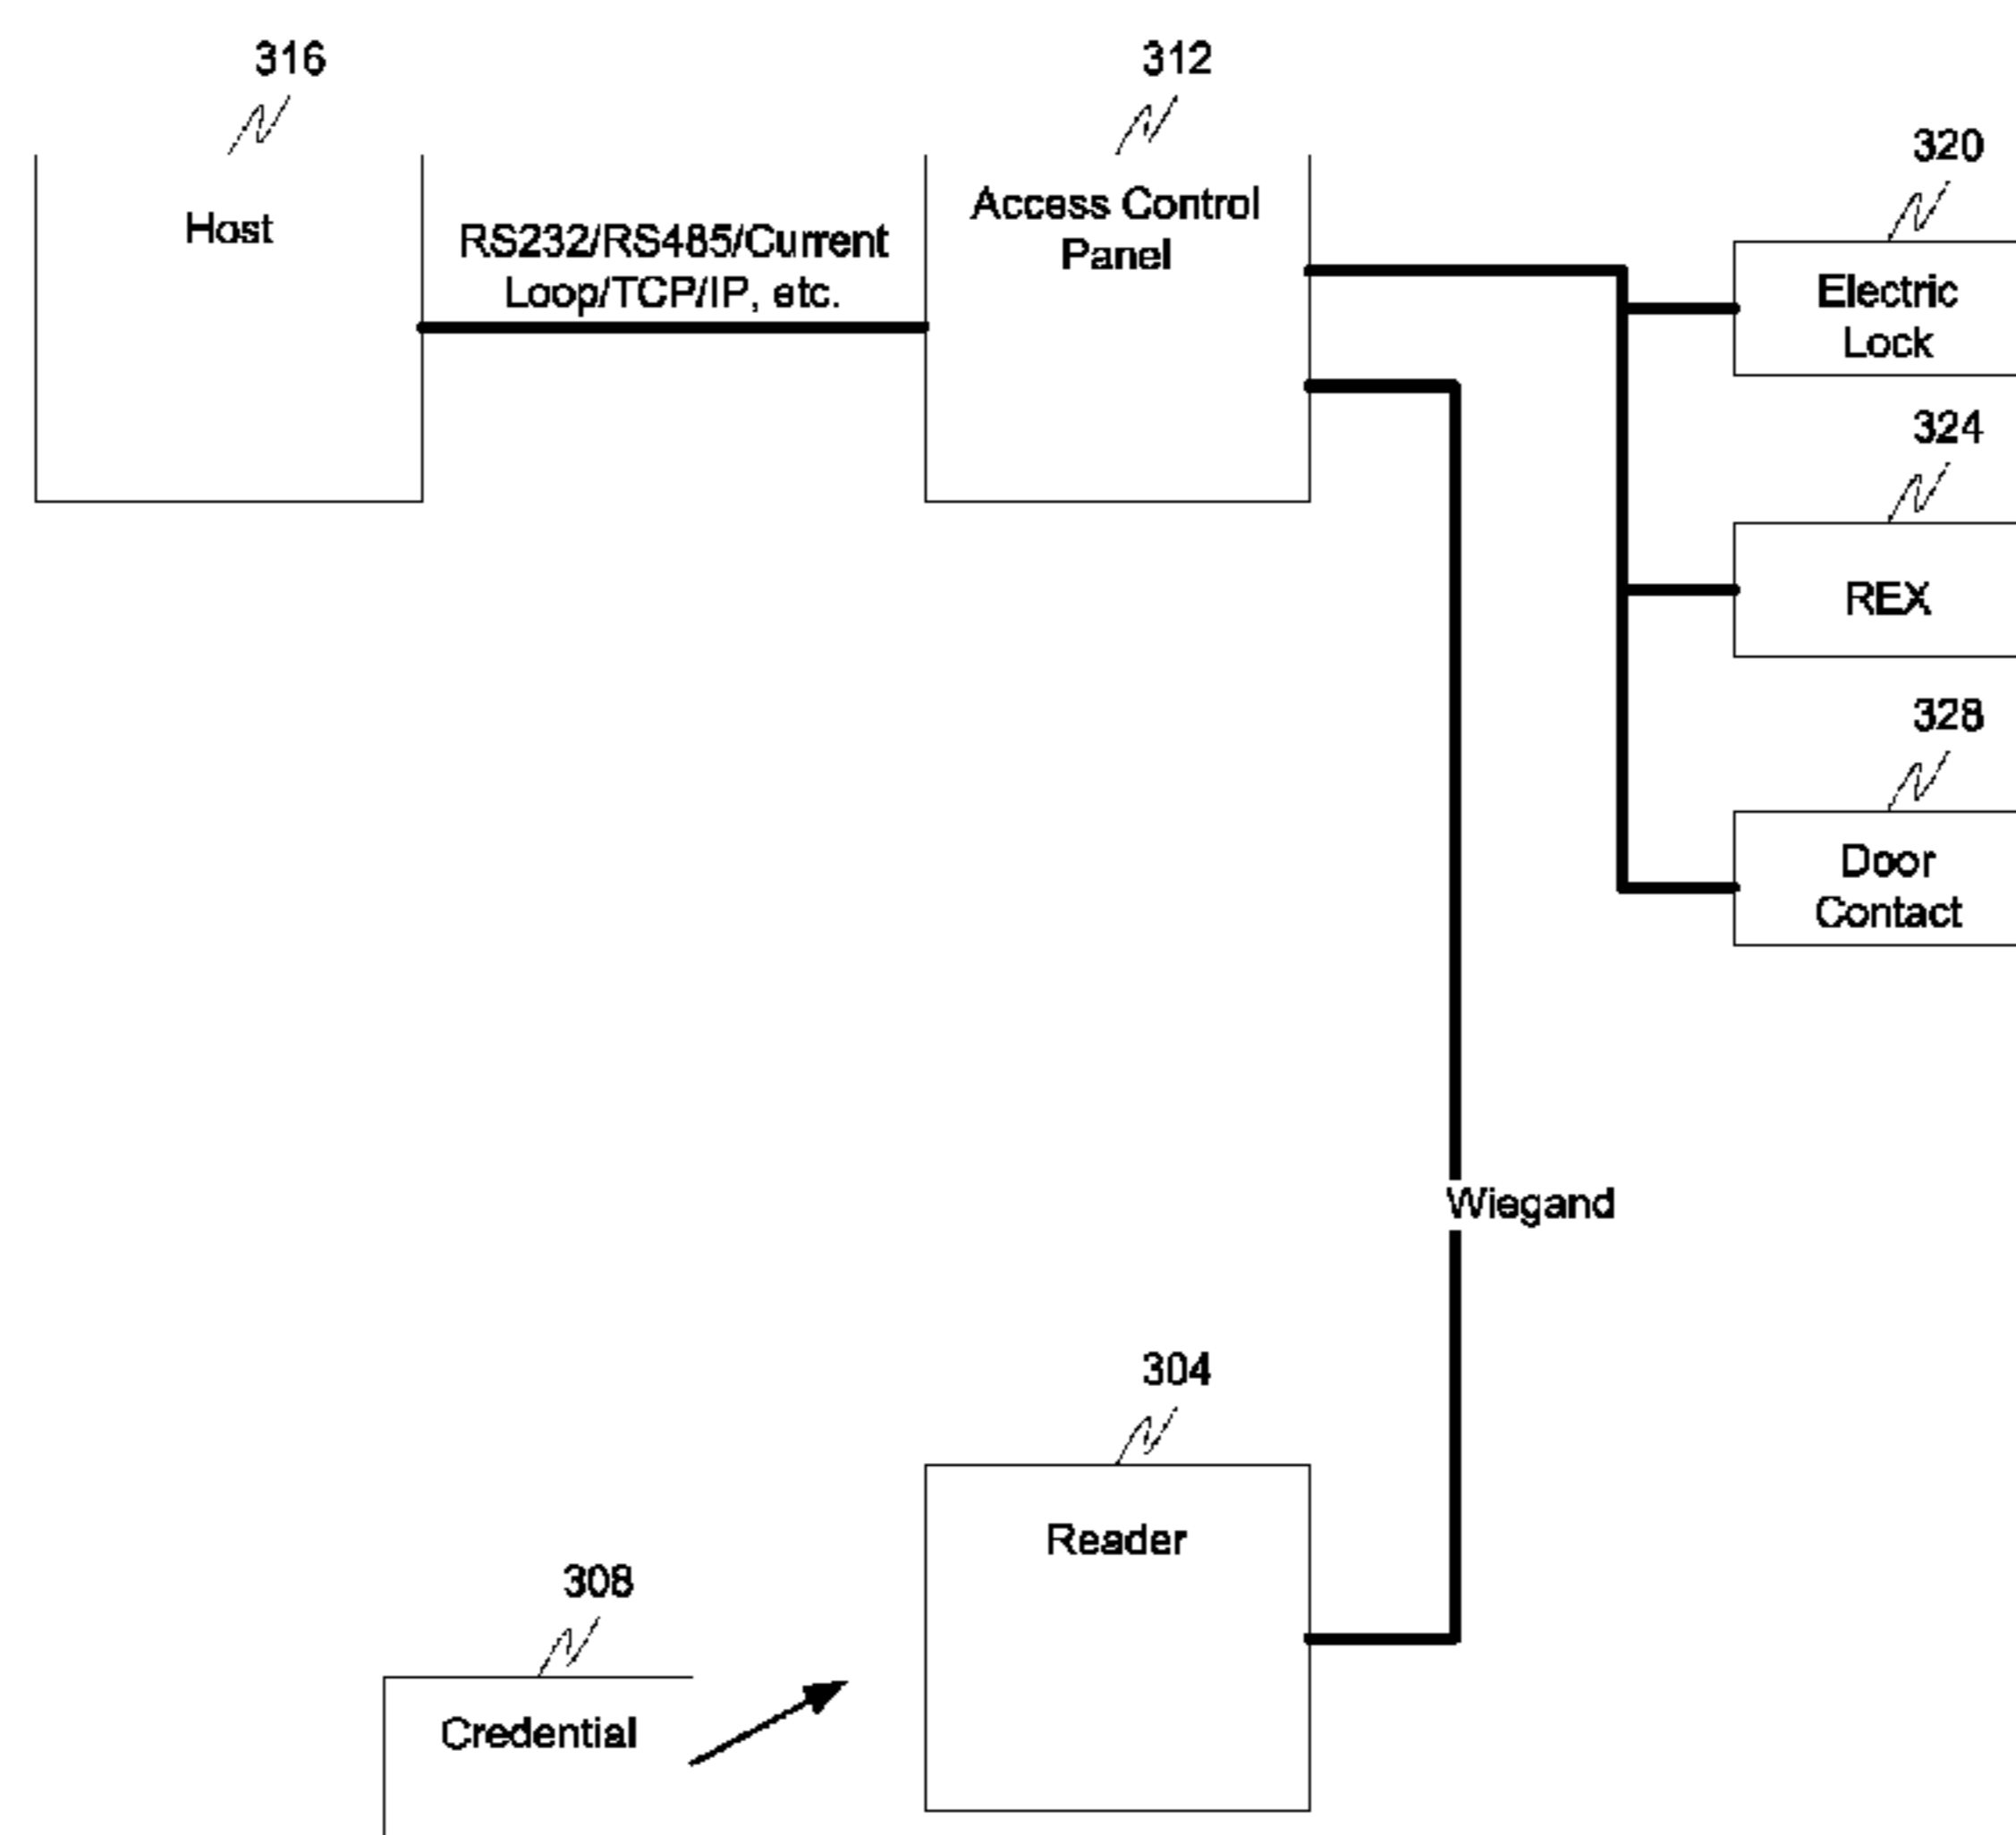 316
312
320
Host
Access Control
Panel
RS232/RS485/Current
Loop/TCP/IP, etc.
Electric
Lock
324
REX
328
Door
Contact
Wiegand
304
Reader
308
Credential